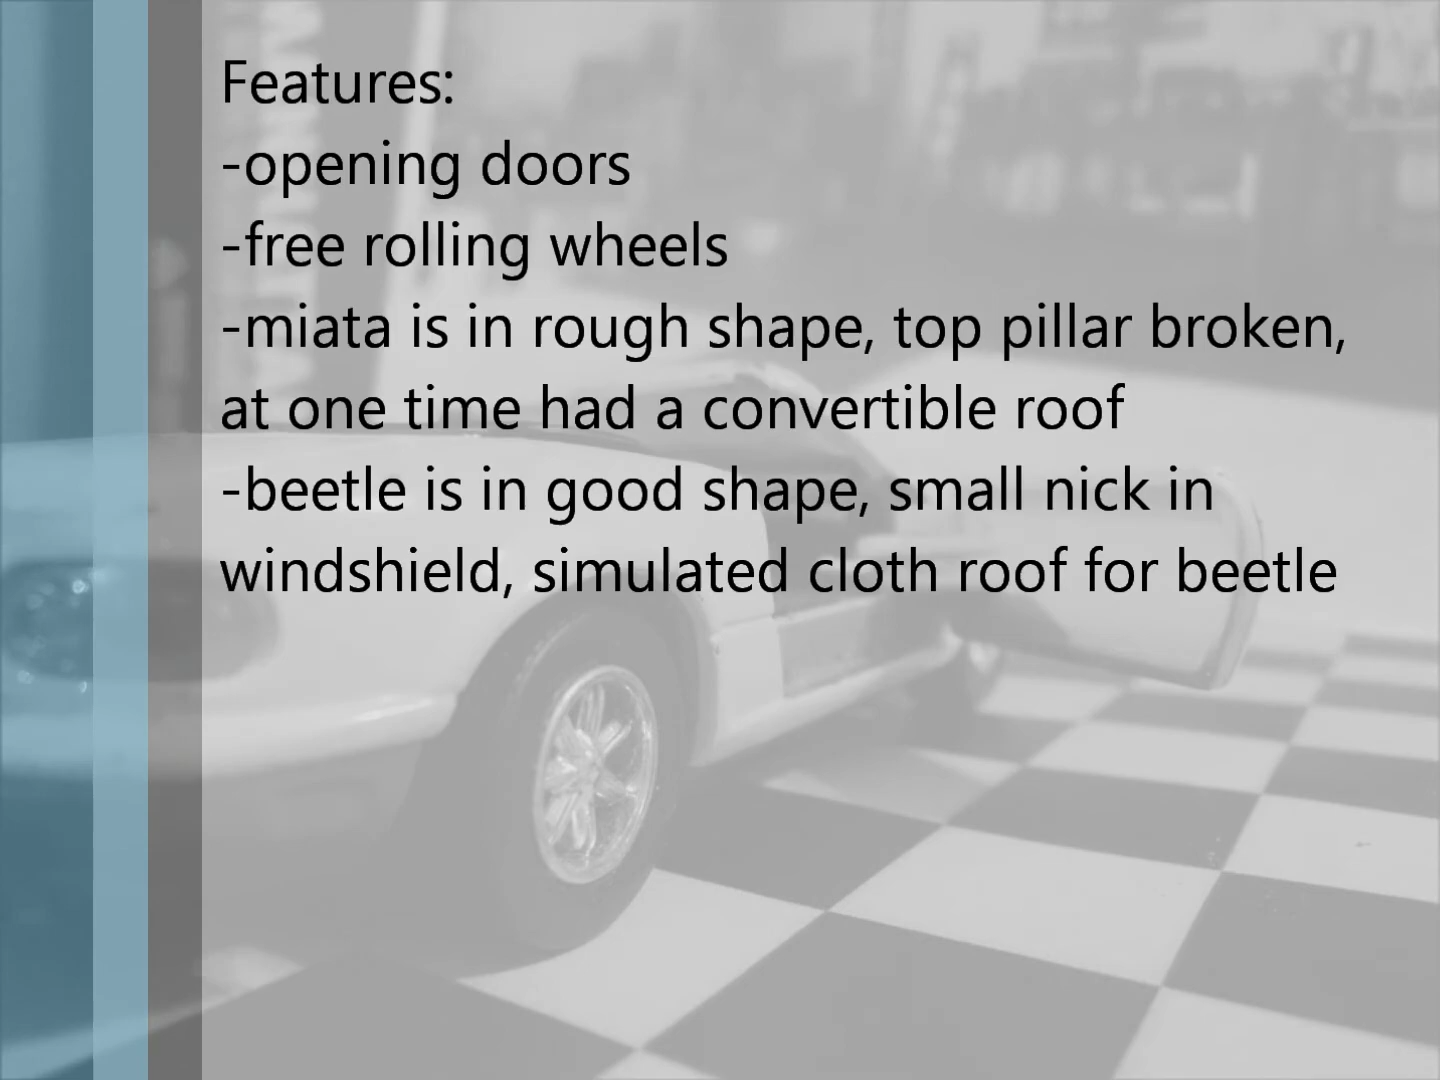 Features:
-opening doors
-free rolling wheels
-miata is in rough shape, top pillar broken,
at one time had a convertible roof
-beetle is in good shape, small nick in
windshield, simulated cloth roof for beetle